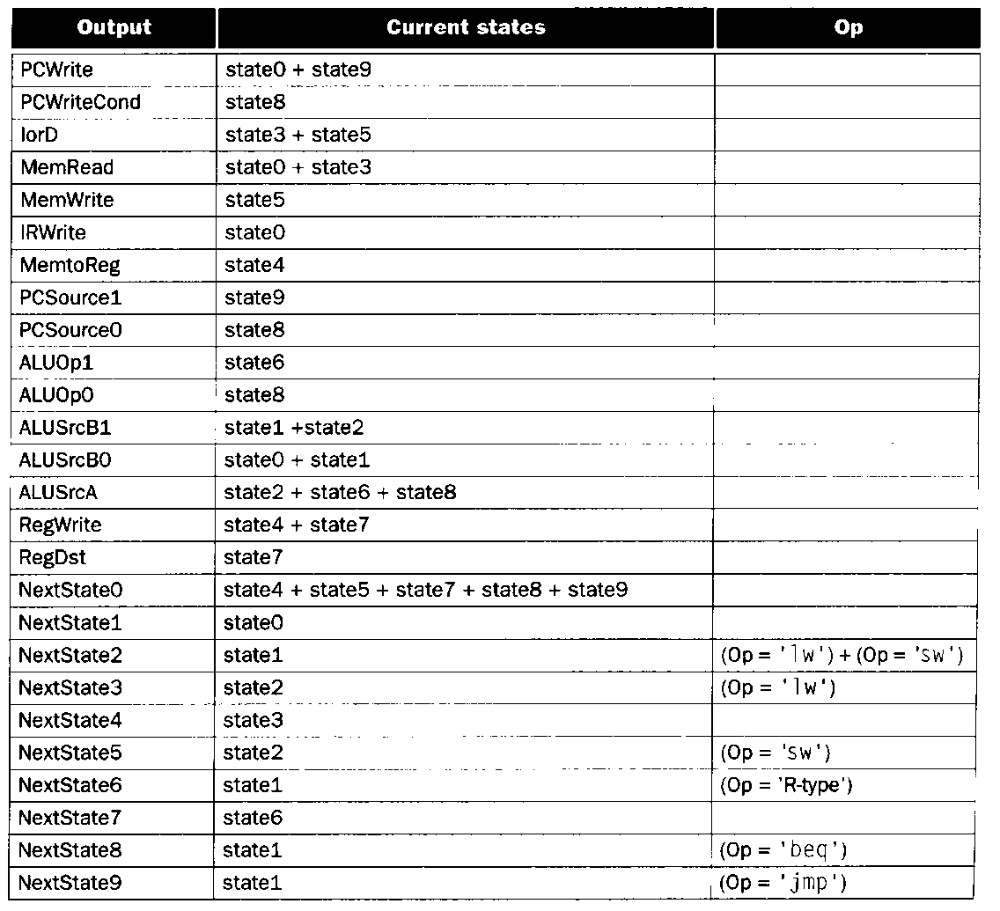 Output Current states Op
PCWrite state0 + state9
PCWriteCond state8
IorD state3 + state5
MemRead state0 + state3
MemWrite state5
IRWrite state0
MemtoReg state4
PCSource1 state9
PCSource0 state8
ALUOp1 state6
ALUOp0 state8
ALUSrcB1 state1 +state2
ALUSrcB0 state0 + state1
ALUSrcA state2 + state6 + state8
RegWrite state4 + state7
RegDst state7
NextState0 state4 + state5 + state7 + state8 + state9
NextState1 state0
NextState2 state1 (Op = 'lw') + (Op = 'sw')
NextState3 state2 (Op = 'lw')
NextState4 state3
NextState5 state2 (Op = 'sw')
NextState6 state1 (Op = 'R-type')
NextState7 state6
NextState8 state1 (Op = 'beq')
NextState9 state1 (Op = 'jmp')